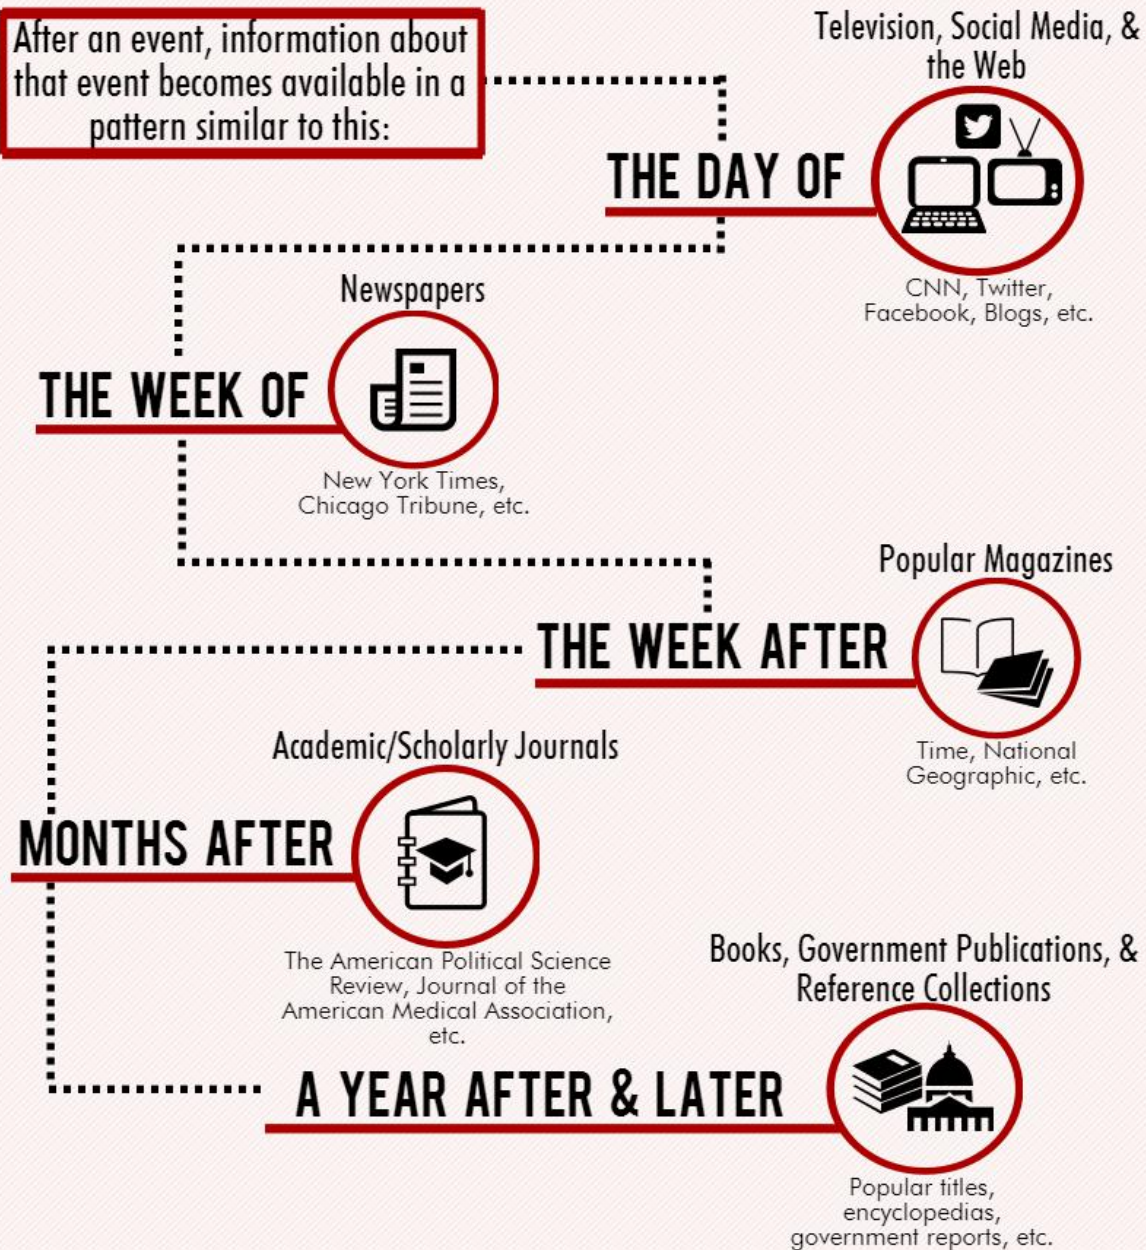 After an event, information about
that event becomes available in a
pattern similar to this:
Television, Social Media, &
the Web
THE DAY OF
CNN, Twitter,
Facebook, Blogs, etc.
Newspapers
THE WEEK OF
New York Times,
Chicago Tribune, etc.
Popular Magazines
THE WEEK AFTER
Time, National
Geographic, etc.
Academic/Scholarly Journals
MONTHS AFTER
The American Political Science
Review, Journal of the
American Medical Association,
etc.
Books, Government Publications, &
Reference Collections
A YEAR AFTER & LATER
Popular titles,
encyclopedias,
government reports, etc.